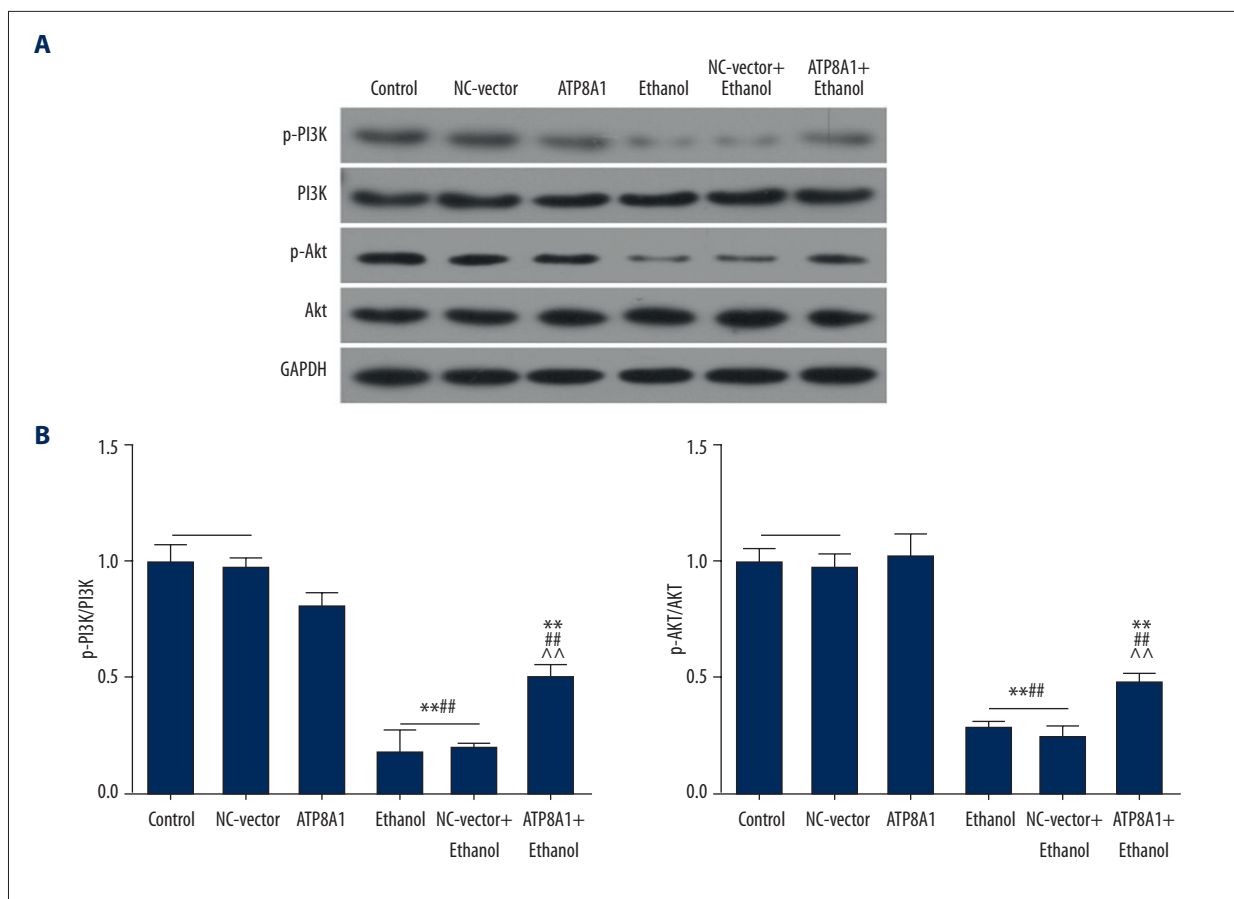 A
Control NC-vector ATP8A1 Ethanol NC-vector+ Ethanol ATP8A1+ Ethanol
p-PI3K
PI3K
p-Akt
Akt
GAPDH
B
p-PI3K/PI3K
1.5
1.0
0.5
0.0
**##
**
##
^^
Control NC-vector ATP8A1 Ethanol NC-vector+ Ethanol ATP8A1+ Ethanol
p-AKT/AKT
1.5
1.0
0.5
0.0
**##
**
##
^^
Control NC-vector ATP8A1 Ethanol NC-vector+ Ethanol ATP8A1+ Ethanol